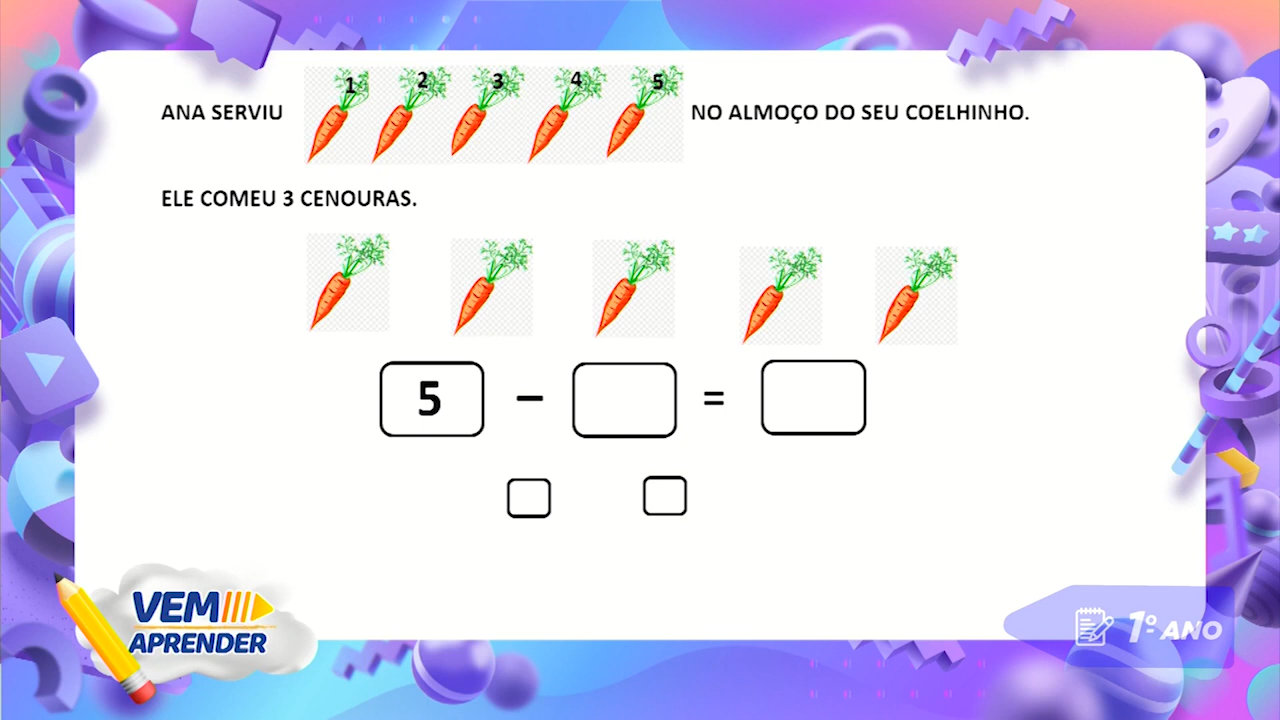 1 2 3 4 5
ANA SERVIU NO ALMOÇO DO SEU COELHINHO.
ELE COMEU 3 CENOURAS.
5 – =
VEM
APRENDER
1º ANO